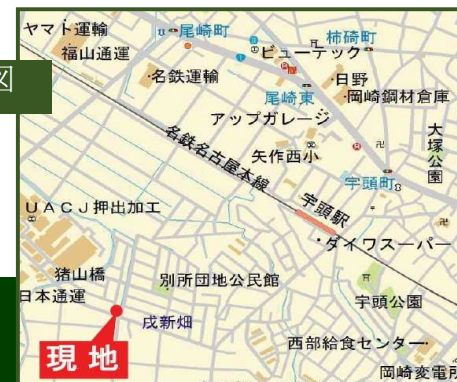 図
ヤマト運輸
尾崎町
柿碕町
福山通運
ビューテック
名鉄運輸
日野
尾崎東
岡崎鋼材倉庫
アップガレージ
大塚公園
矢作西小
名鉄名古屋本線
宇頭町
宇頭駅
UACJ押出加工
ダイワスーパー
猪山橋
別所団地公民館
日本通運
宇頭公園
戌新畑
現地
西部給食センター
岡崎変電所